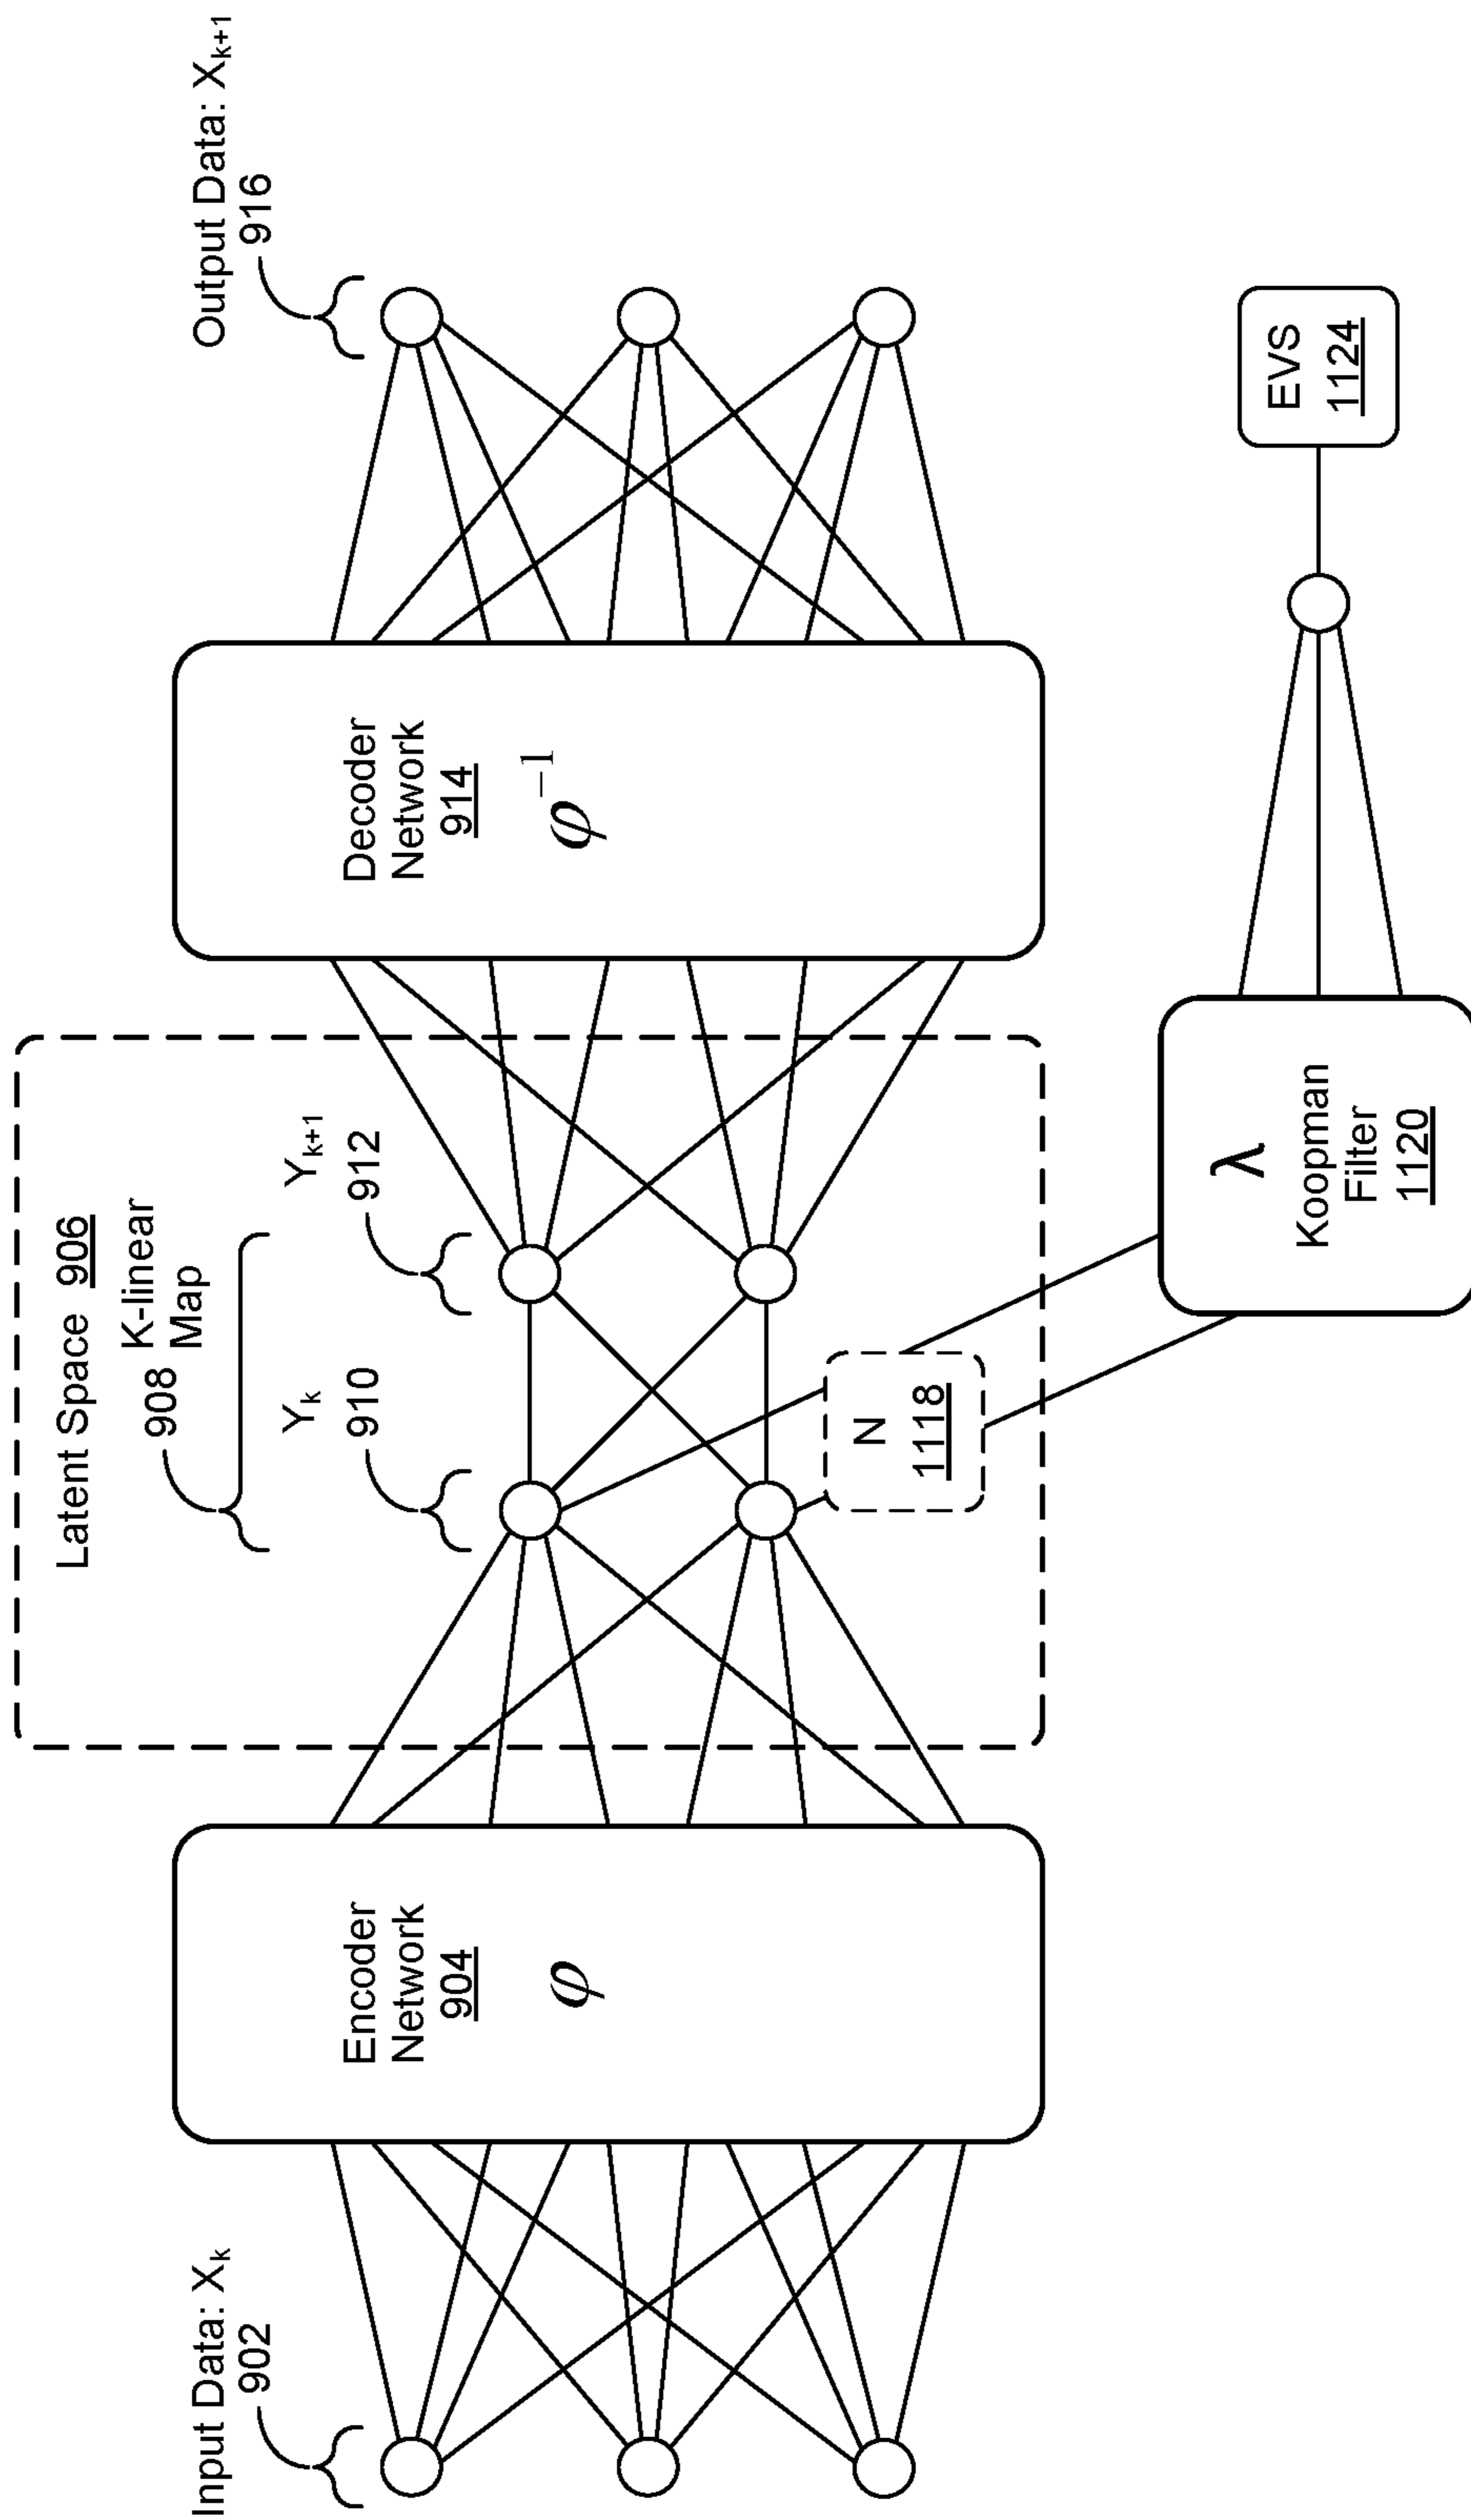 Input Data: Xk
902
Encoder
Network
904
φ
Latent Space 906
K-linear
Map
908
Yk
910
Yk+1
912
N
1118
Decoder
Network
914
φ−1
Output Data: Xk+1
916
λ
Koopman
Filter
1120
EVS
1124